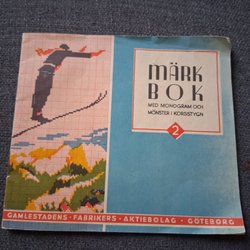 MÄRK
BOK
MED MONOGRAM OCH
MÖNSTER I KORSSTYGN
2
GAMLESTADENS • FABRIKERS • AKTIEBOLAG • GÖTEBORG